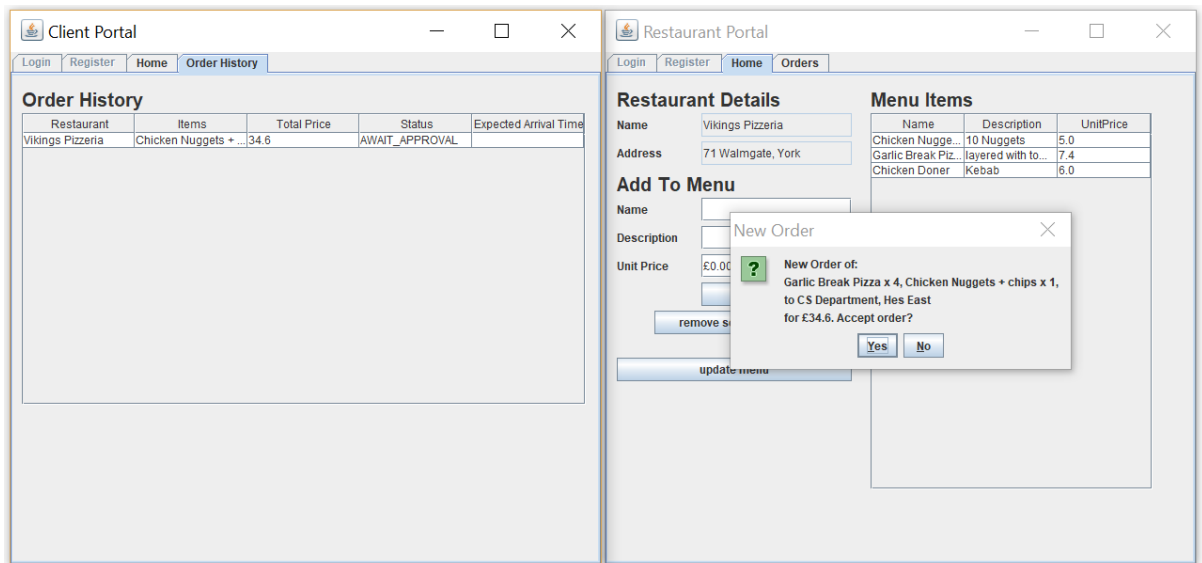 Client Portal
Login Register Home Order History
Order History
Restaurant Items Total Price Status Expected Arrival Time
Vikings Pizzeria Chicken Nuggets + ... 34.6 AWAIT_APPROVAL
Restaurant Portal
Login Register Home Orders
Restaurant Details
Name Vikings Pizzeria
Address 71 Walmgate, York
Add To Menu
Name
Description
Unit Price £0.00
remove
update menu
Menu Items
Name Description UnitPrice
Chicken Nugge... 10 Nuggets 5.0
Garlic Break Piz... layered with to... 7.4
Chicken Doner Kebab 6.0
New Order
New Order of:
Garlic Break Pizza x 4, Chicken Nuggets + chips x 1,
to CS Department, Hes East
for £34.6. Accept order?
Yes No